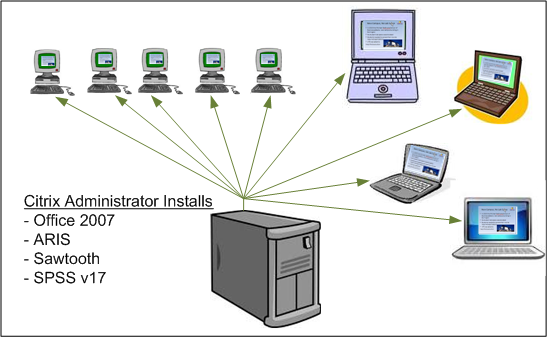 Citrix Administrator Installs
- Office 2007
- ARIS
- Sawtooth
- SPSS v17